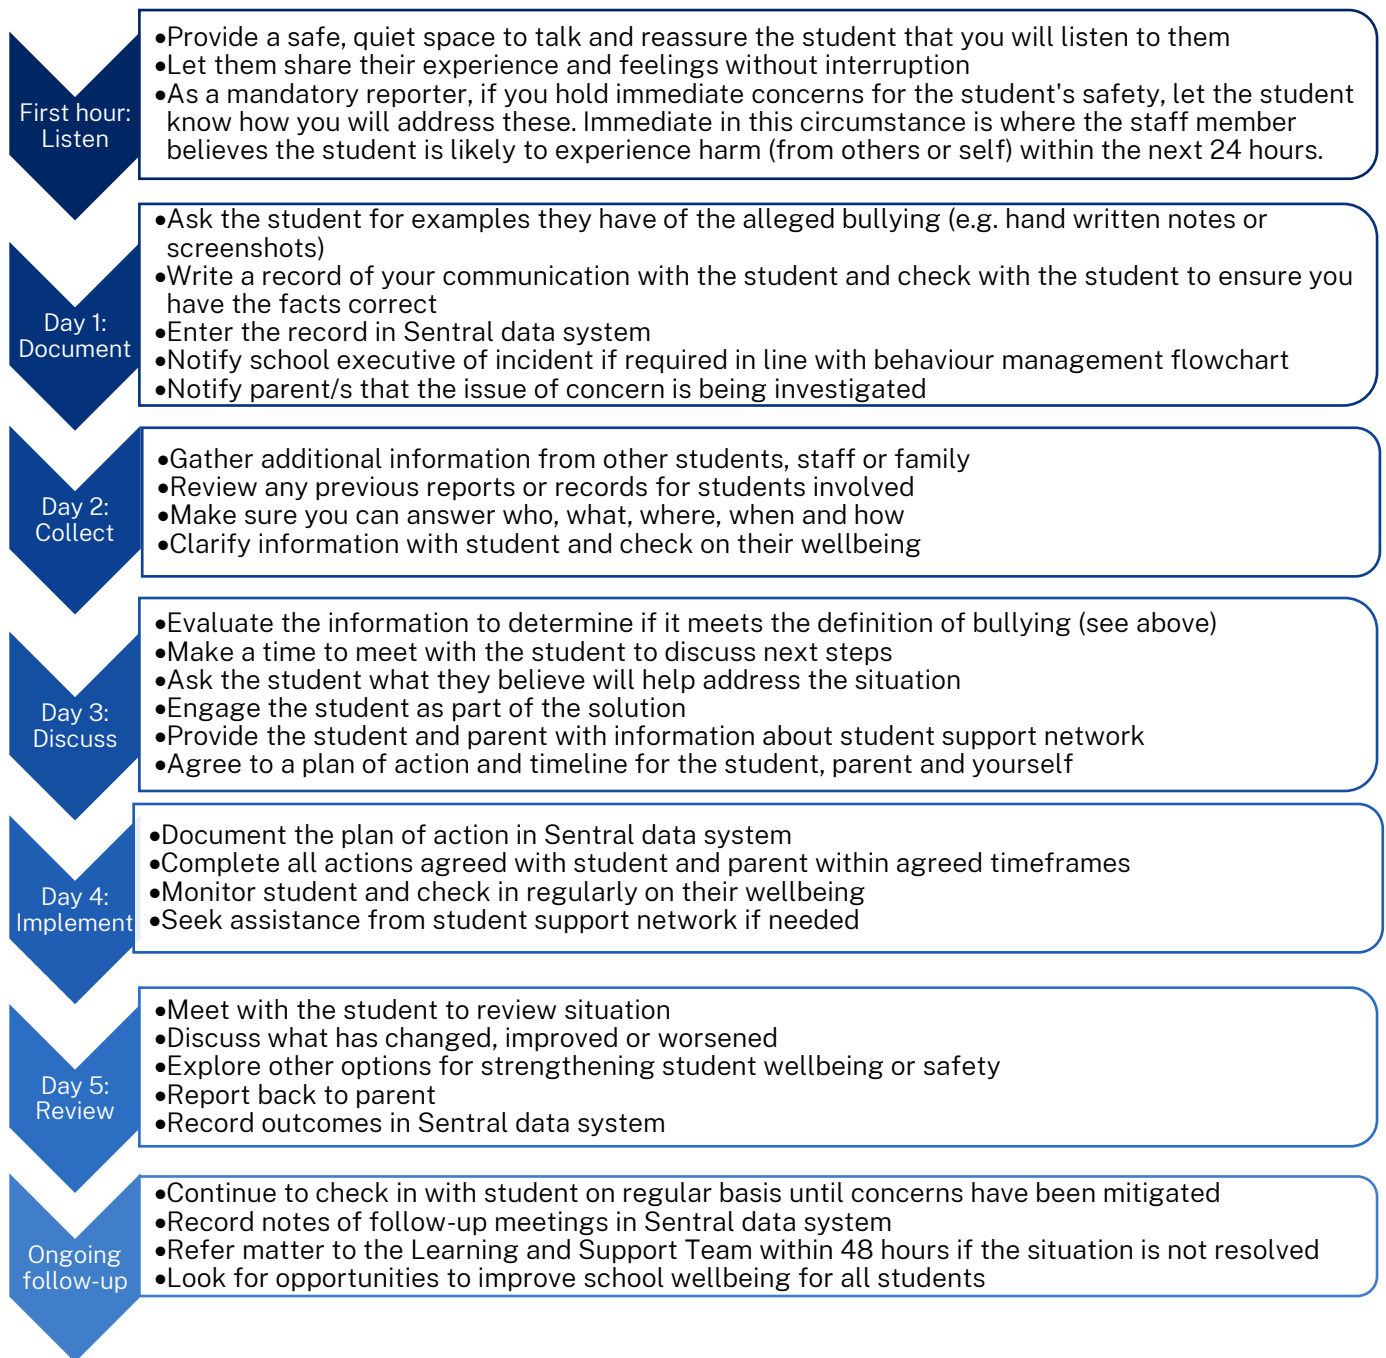 First hour:
Listen
•Provide a safe, quiet space to talk and reassure the student that you will listen to them
•Let them share their experience and feelings without interruption
•As a mandatory reporter, if you hold immediate concerns for the student's safety, let the student
know how you will address these. Immediate in this circumstance is where the staff member
believes the student is likely to experience harm (from others or self) within the next 24 hours.
Day 1:
Document
•Ask the student for examples they have of the alleged bullying (e.g. hand written notes or
screenshots)
•Write a record of your communication with the student and check with the student to ensure you
have the facts correct
•Enter the record in Sentral data system
•Notify school executive of incident if required in line with behaviour management flowchart
•Notify parent/s that the issue of concern is being investigated
Day 2:
Collect
•Gather additional information from other students, staff or family
•Review any previous reports or records for students involved
•Make sure you can answer who, what, where, when and how
•Clarify information with student and check on their wellbeing
Day 3:
Discuss
•Evaluate the information to determine if it meets the definition of bullying (see above)
•Make a time to meet with the student to discuss next steps
•Ask the student what they believe will help address the situation
•Engage the student as part of the solution
•Provide the student and parent with information about student support network
•Agree to a plan of action and timeline for the student, parent and yourself
Day 4:
Implement
•Document the plan of action in Sentral data system
•Complete all actions agreed with student and parent within agreed timeframes
•Monitor student and check in regularly on their wellbeing
•Seek assistance from student support network if needed
Day 5:
Review
•Meet with the student to review situation
•Discuss what has changed, improved or worsened
•Explore other options for strengthening student wellbeing or safety
•Report back to parent
•Record outcomes in Sentral data system
Ongoing
follow-up
•Continue to check in with student on regular basis until concerns have been mitigated
•Record notes of follow-up meetings in Sentral data system
•Refer matter to the Learning and Support Team within 48 hours if the situation is not resolved
•Look for opportunities to improve school wellbeing for all students